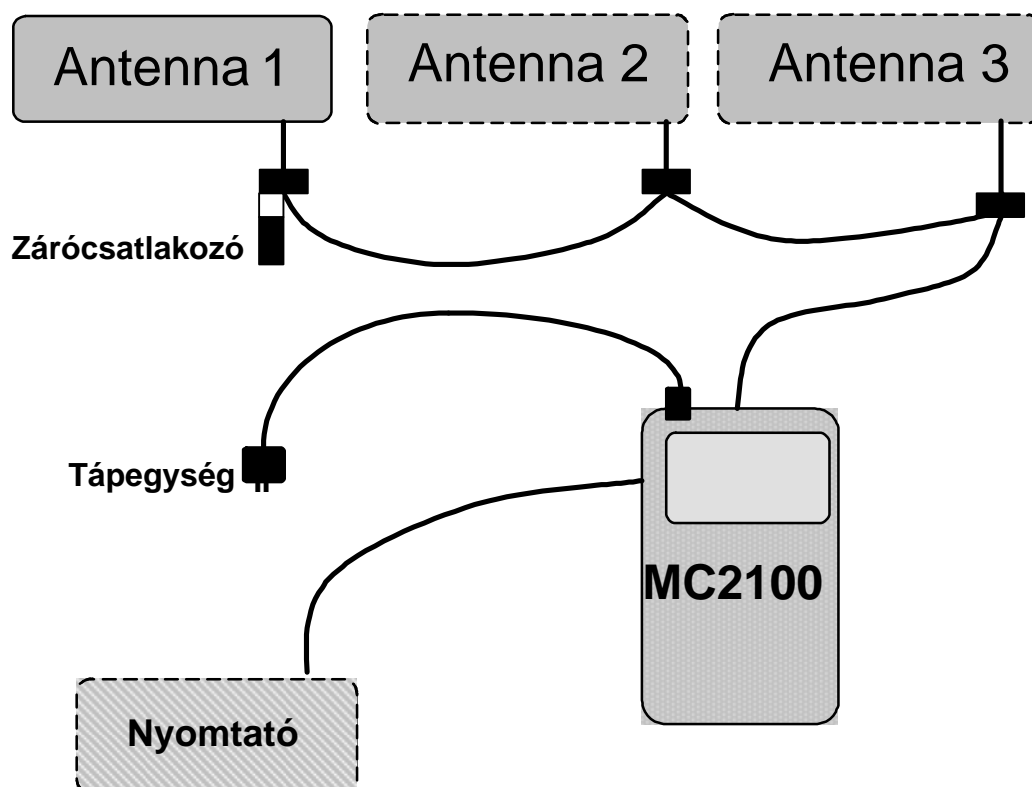 Antenna 1
Antenna 2
Antenna 3
Zárócsatlakozó
Tápegység
MC2100
Nyomtató